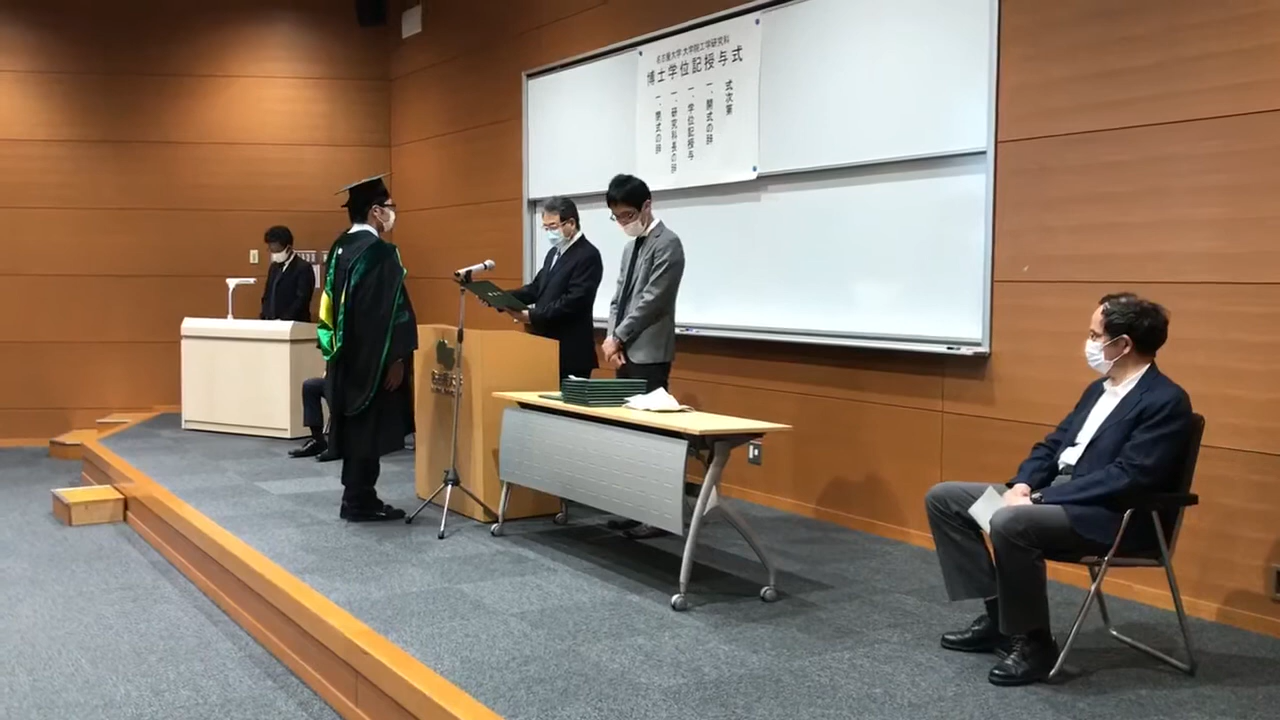 名古屋大学 大学院工学研究科
博士学位記授与式
式次第
一、開式の辞
一、学位記授与
一、研究科長の辞
一、閉式の辞